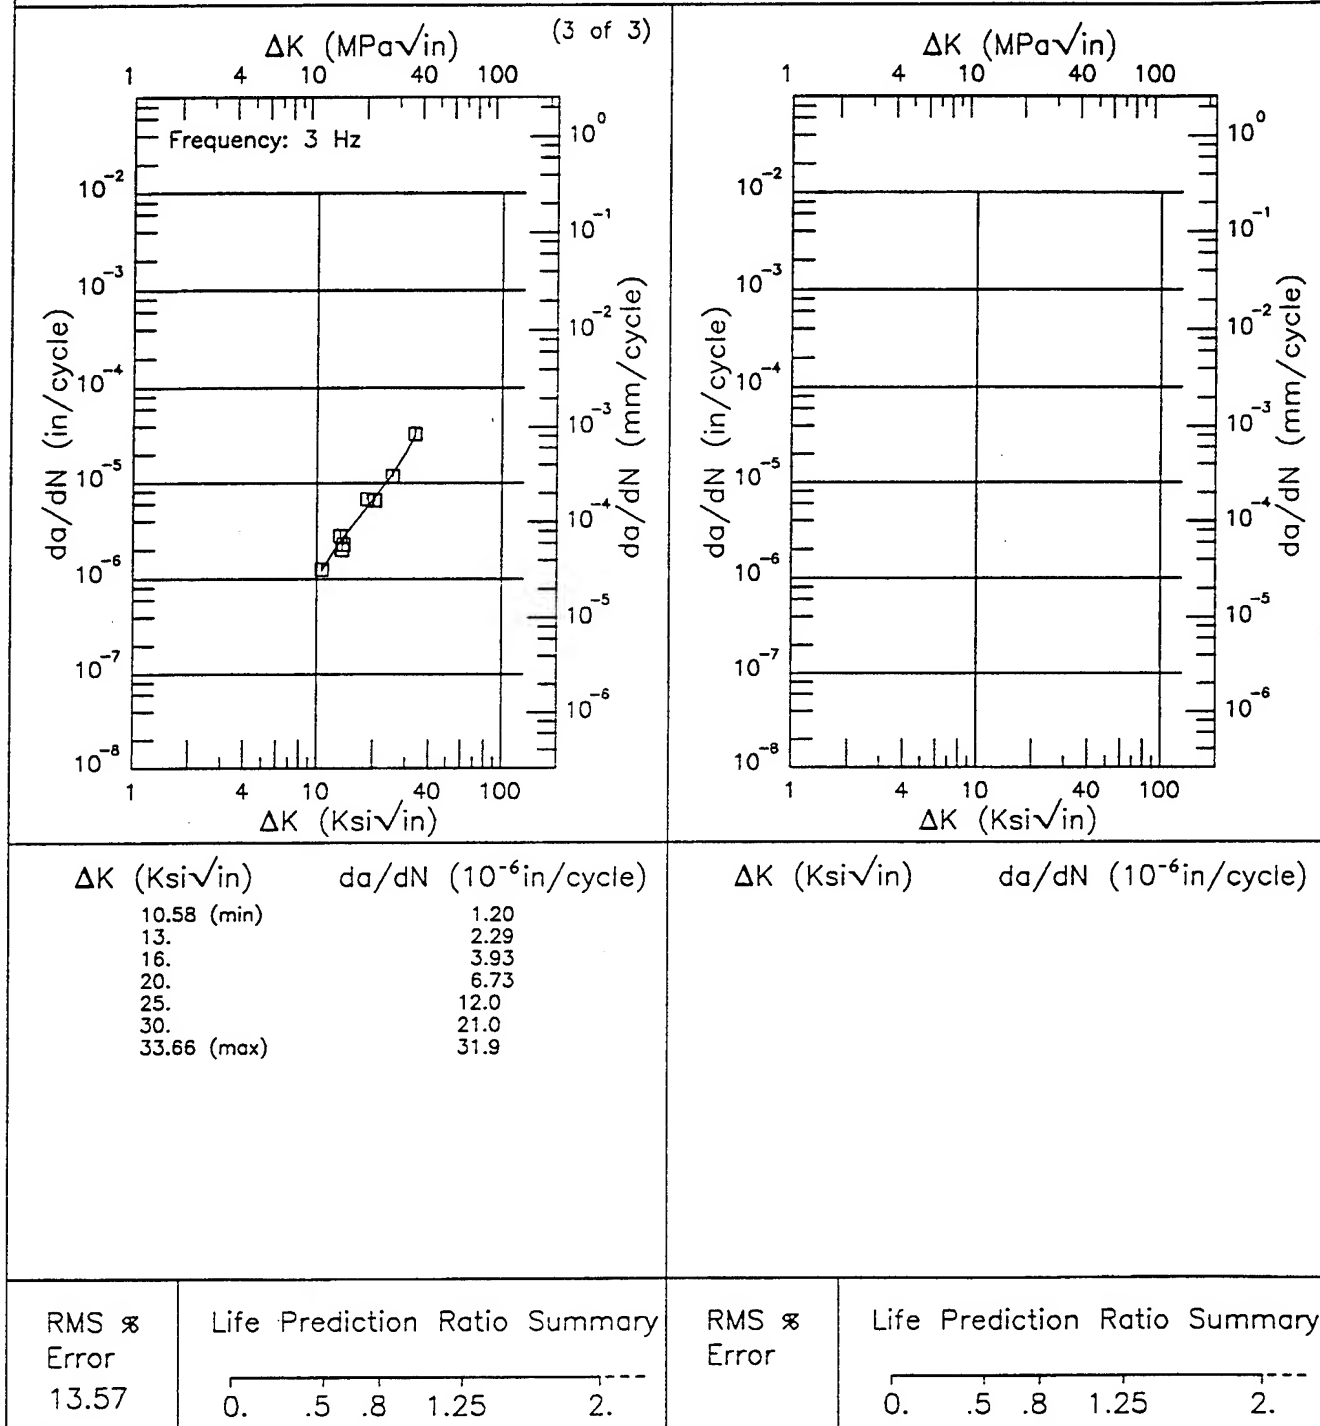 (3 of 3)
ΔK (MPa√in)
1 4 10 40 100
Frequency: 3 Hz
10⁻²
10⁻³
10⁻⁴
10⁻⁵
10⁻⁶
10⁻⁷
10⁻⁸
da/dN (in/cycle)
10⁰
10⁻¹
10⁻²
10⁻³
10⁻⁴
10⁻⁵
10⁻⁶
da/dN (mm/cycle)
1 4 10 40 100
ΔK (Ksi√in)
ΔK (MPa√in)
1 4 10 40 100
10⁻²
10⁻³
10⁻⁴
10⁻⁵
10⁻⁶
10⁻⁷
10⁻⁸
da/dN (in/cycle)
10⁰
10⁻¹
10⁻²
10⁻³
10⁻⁴
10⁻⁵
10⁻⁶
da/dN (mm/cycle)
1 4 10 40 100
ΔK (Ksi√in)
ΔK (Ksi√in) da/dN (10⁻⁶in/cycle)
10.58 (min) 1.20
13. 2.29
16. 3.93
20. 6.73
25. 12.0
30. 21.0
33.66 (max) 31.9
ΔK (Ksi√in) da/dN (10⁻⁶in/cycle)
RMS %
Error
13.57
Life Prediction Ratio Summary
0. .5 .8 1.25 2.
RMS %
Error
Life Prediction Ratio Summary
0. .5 .8 1.25 2.